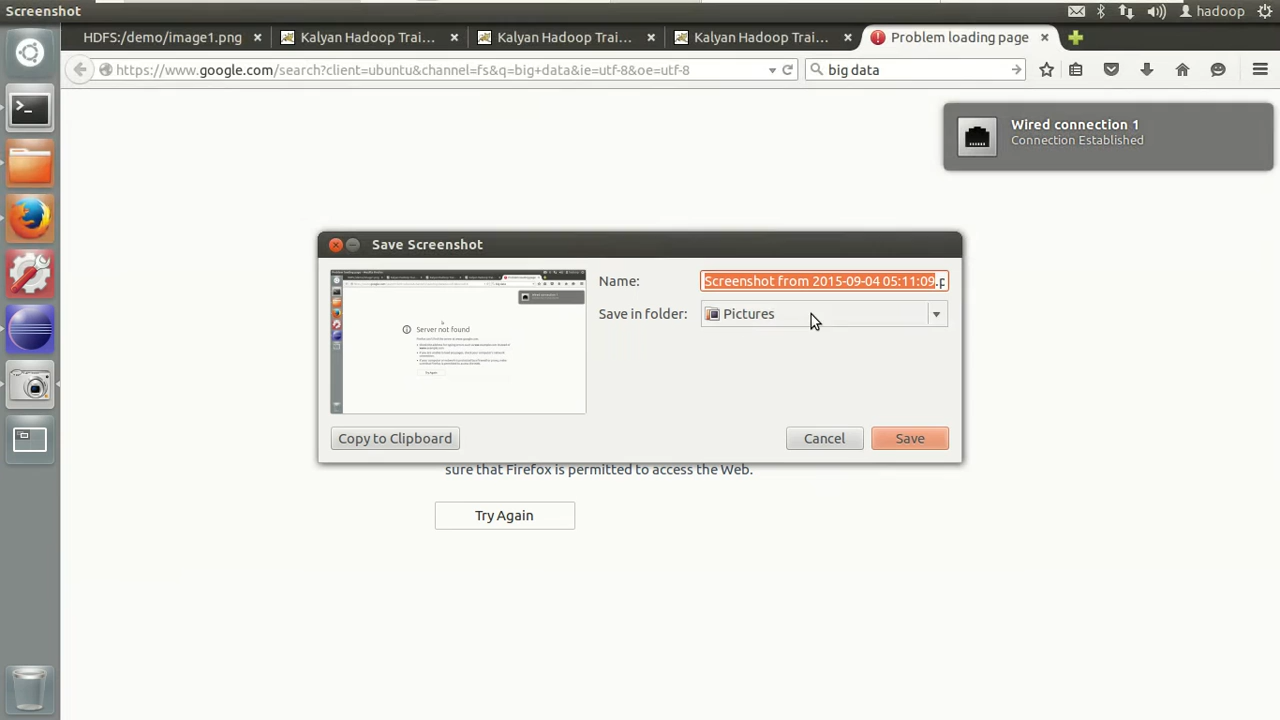 Screenshot
hadoop
HDFS:/demo/image1.png
Kalyan Hadoop Trai...
Kalyan Hadoop Trai...
Kalyan Hadoop Trai...
Problem loading page
https://www.google.com/search?client=ubuntu&channel=fs&q=big+data&ie=utf-8&oe=utf-8
big data
Wired connection 1
Connection Established
Save Screenshot
Name:
Screenshot from 2015-09-04 05:11:09.p
Save in folder:
Pictures
Server not found
Try Again
Copy to Clipboard
Cancel
Save
sure that Firefox is permitted to access the Web.
Try Again